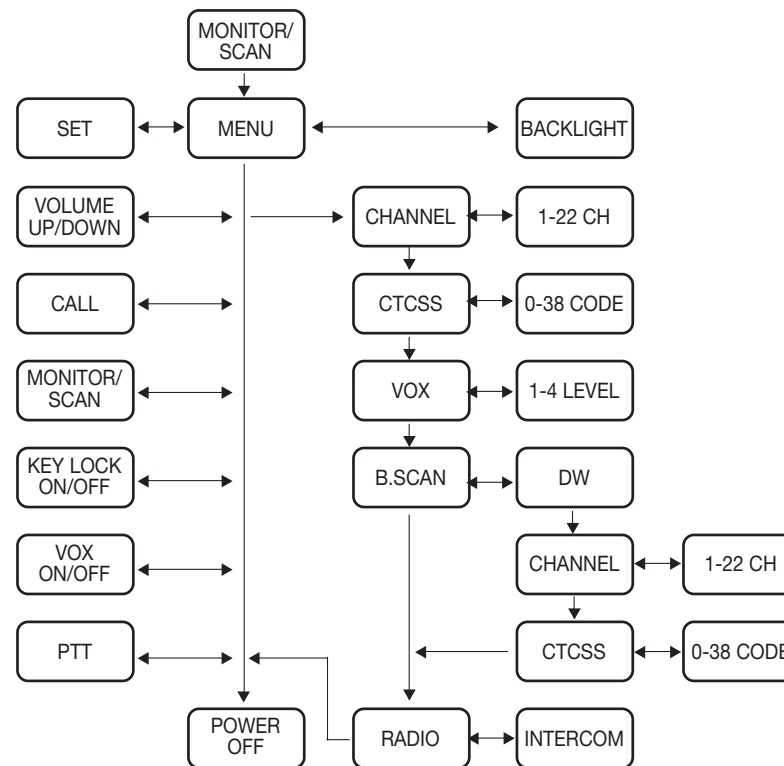 MONITOR/
SCAN
SET
MENU
BACKLIGHT
VOLUME
UP/DOWN
CHANNEL
1-22 CH
CALL
CTCSS
0-38 CODE
MONITOR/
SCAN
VOX
1-4 LEVEL
KEY LOCK
ON/OFF
B.SCAN
DW
VOX
ON/OFF
CHANNEL
1-22 CH
PTT
CTCSS
0-38 CODE
POWER
OFF
RADIO
INTERCOM